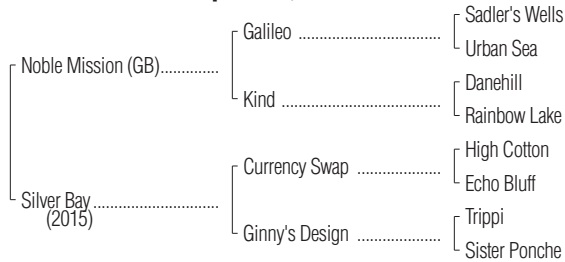 Sadler's Wells
Galileo ....................
Urban Sea
Noble Mission (GB)..............
Danehill
Kind ........................
Rainbow Lake
High Cotton
Currency Swap ..............
Echo Bluff
Silver Bay ......................
(2015)
Trippi
Ginny's Design ..............
Sister Ponche